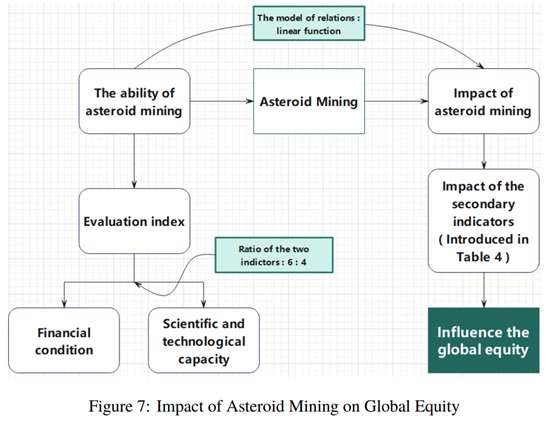 The model of relations :
linear function
The ability of
asteroid mining
Asteroid Mining
Impact of
asteroid mining
Evaluation index
Impact of the
secondary
indicators
( Introduced in
Table 4 )
Ratio of the two
indictors : 6 : 4
Financial
condition
Scientific and
technological
capacity
Influence the
global equity
Figure 7: Impact of Asteroid Mining on Global Equity